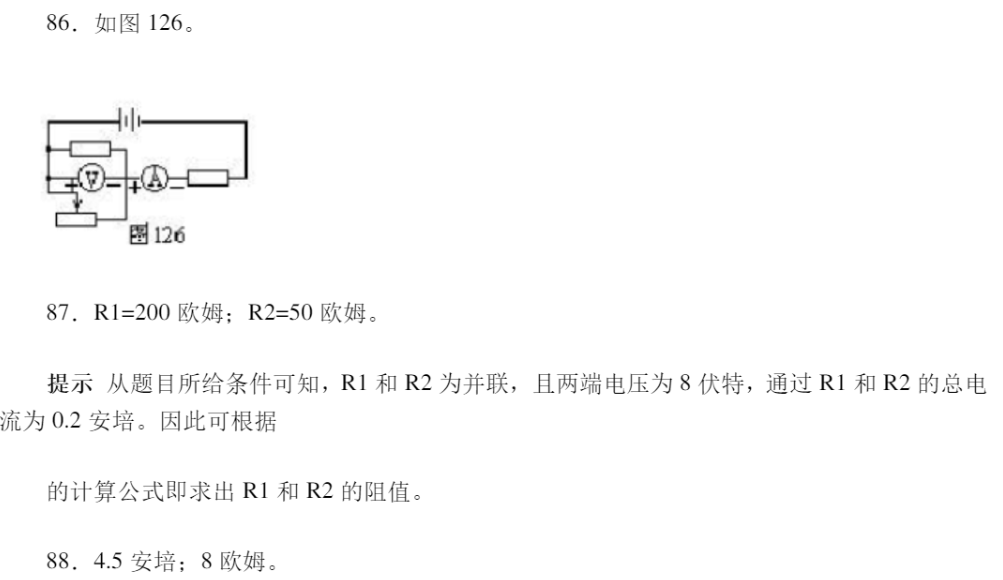 86．如图 126。
V
A
+
−
+
−
图 126
87．R1=200 欧姆；R2=50 欧姆。
提示 从题目所给条件可知，R1 和 R2 为并联，且两端电压为 8 伏特，通过 R1 和 R2 的总电
流为 0.2 安培。因此可根据
的计算公式即求出 R1 和 R2 的阻值。
88．4.5 安培；8 欧姆。